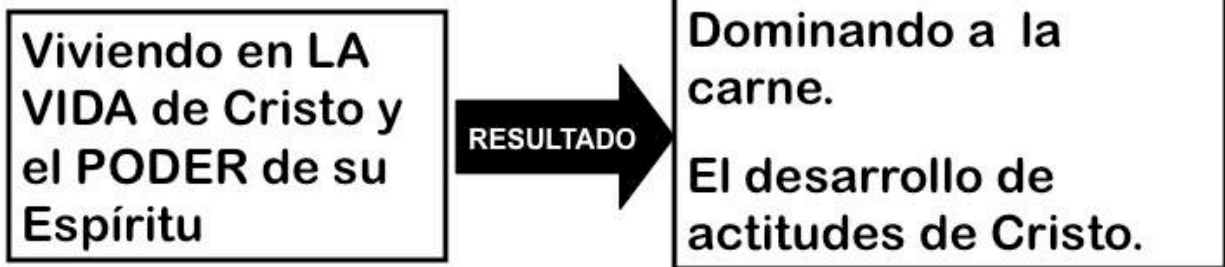 Viviendo en LA
VIDA de Cristo y
el PODER de su
Espíritu
RESULTADO
Dominando a la
carne.
El desarrollo de
actitudes de Cristo.